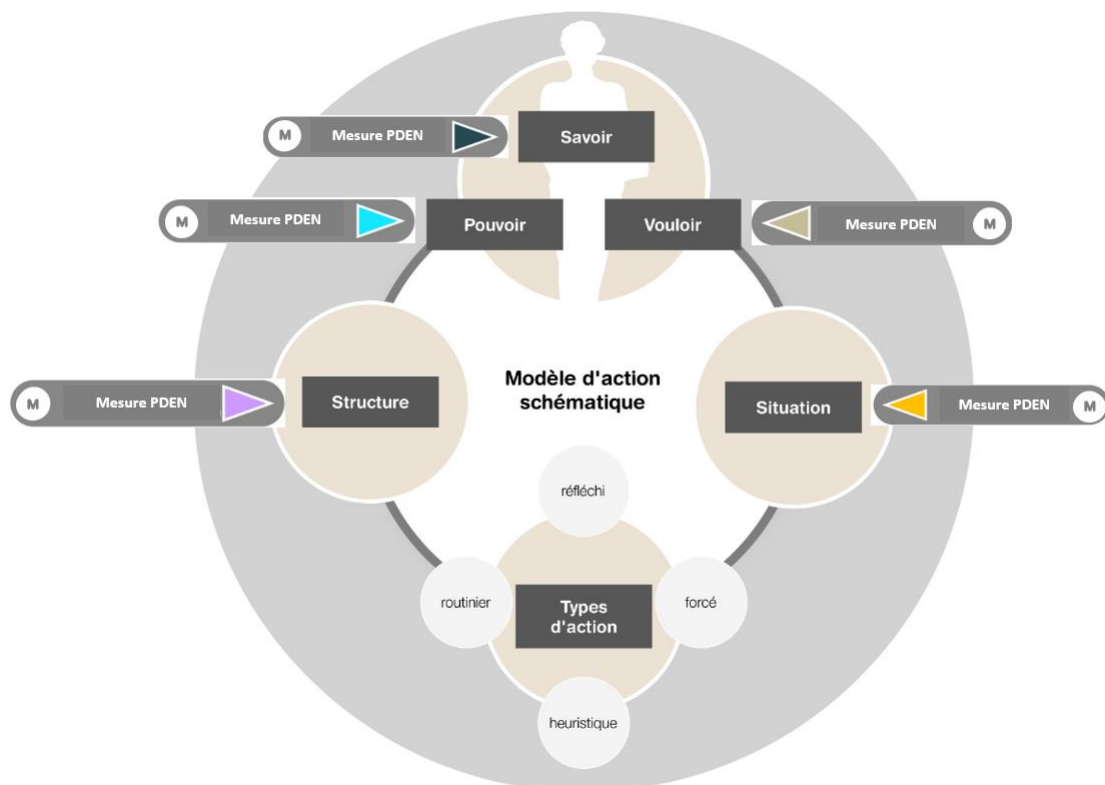 M Mesure PDEN
Savoir
M Mesure PDEN
Pouvoir
Vouloir
Mesure PDEN M
M Mesure PDEN
Structure
Modèle d'action
schématique
Situation
Mesure PDEN M
réfléchi
routinier
Types
d'action
forcé
heuristique